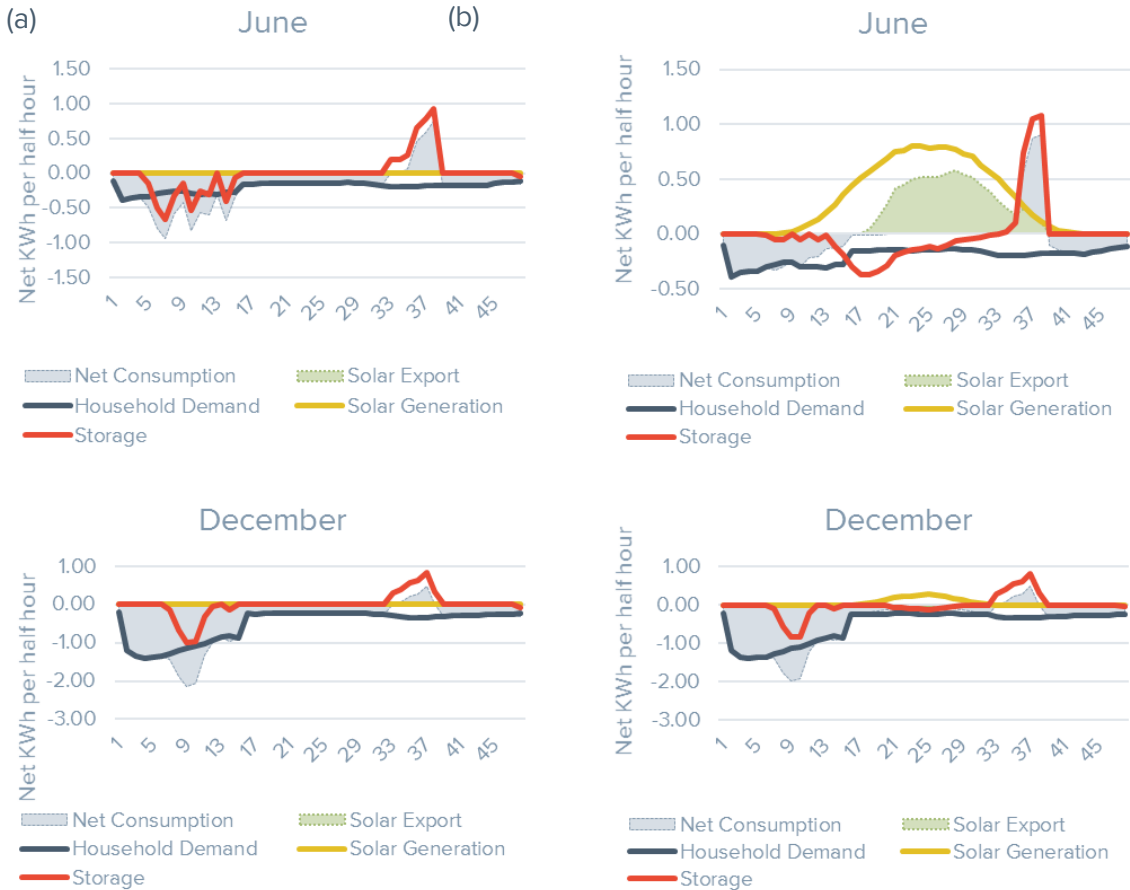 (a)
June
Net KWh per half hour
1.50
1.00
0.50
0.00
-0.50
-1.00
-1.50
1 5 9 13 17 21 25 29 33 37 41 45
Net Consumption Solar Export
Household Demand Solar Generation
Storage
(b)
June
Net KWh per half hour
1.50
1.00
0.50
0.00
-0.50
1 5 9 13 17 21 25 29 33 37 41 45
Net Consumption Solar Export
Household Demand Solar Generation
Storage
December
Net KWh per half hour
1.00
0.00
-1.00
-2.00
-3.00
1 5 9 13 17 21 25 29 33 37 41 45
Net Consumption Solar Export
Household Demand Solar Generation
Storage
December
Net KWh per half hour
1.00
0.00
-1.00
-2.00
-3.00
1 5 9 13 17 21 25 29 33 37 41 45
Net Consumption Solar Export
Household Demand Solar Generation
Storage